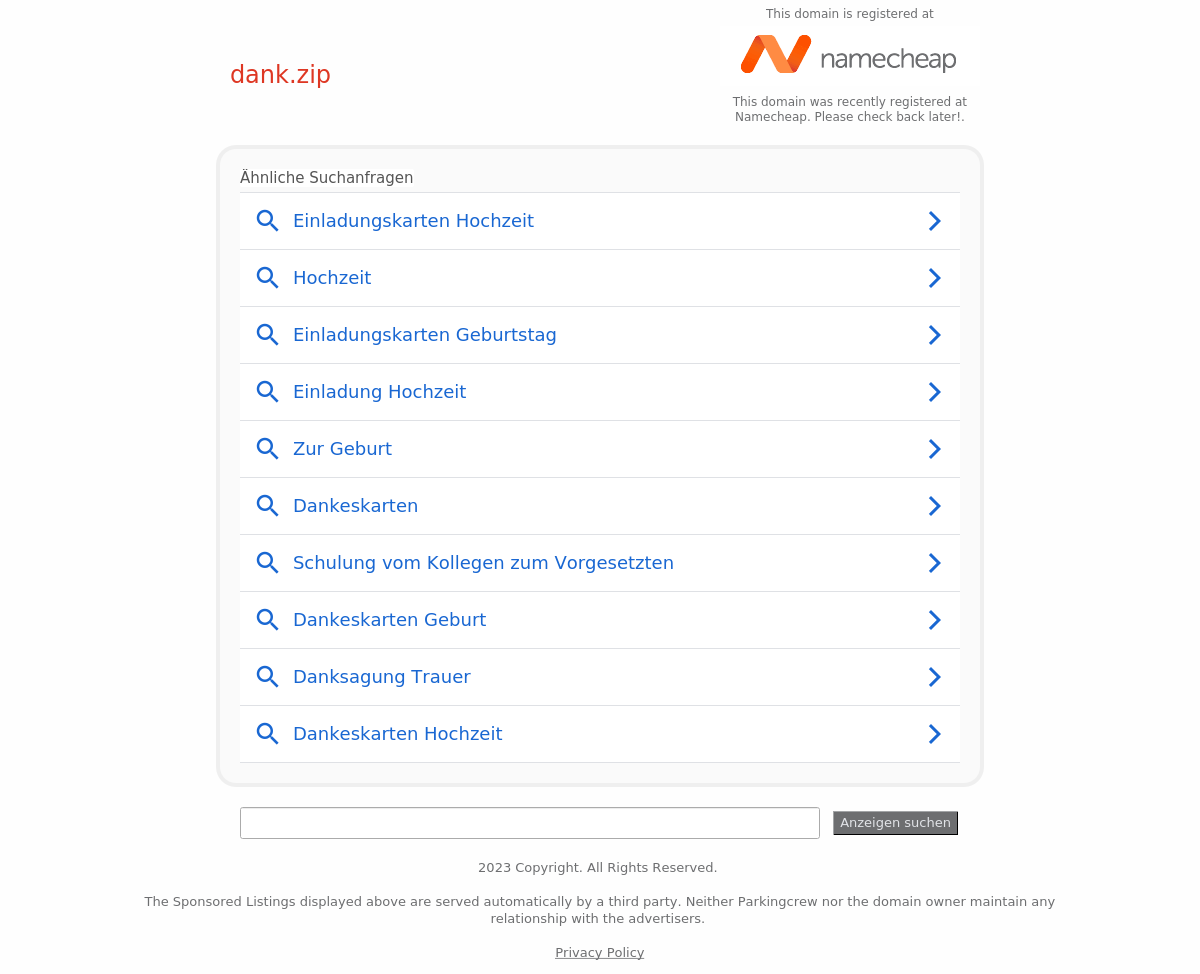 This domain is registered at
namecheap
dank.zip
This domain was recently registered at
Namecheap. Please check back later!.
Ähnliche Suchanfragen
Einladungskarten Hochzeit
Hochzeit
Einladungskarten Geburtstag
Einladung Hochzeit
Zur Geburt
Dankeskarten
Schulung vom Kollegen zum Vorgesetzten
Dankeskarten Geburt
Danksagung Trauer
Dankeskarten Hochzeit
Anzeigen suchen
2023 Copyright. All Rights Reserved.
The Sponsored Listings displayed above are served automatically by a third party. Neither Parkingcrew nor the domain owner maintain any
relationship with the advertisers.
Privacy Policy